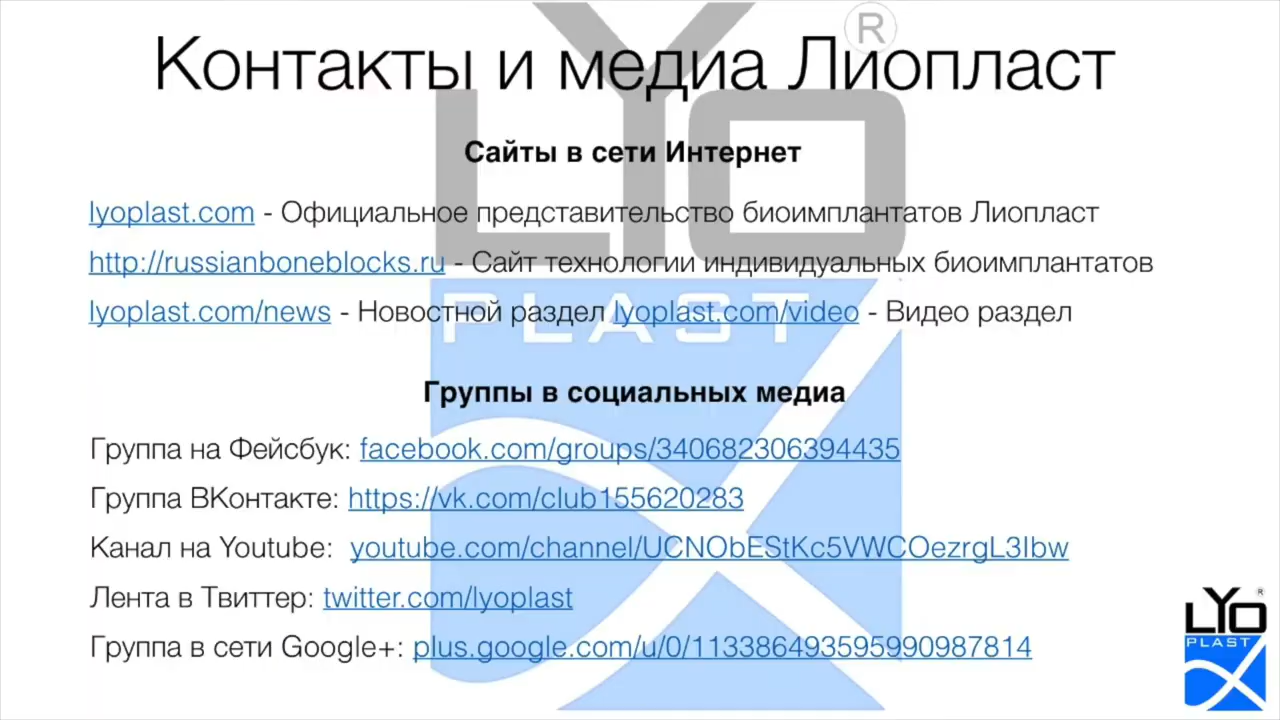 Контакты и медиа Лиопласт
Сайты в сети Интернет
lyoplast.com - Официальное представительство биоимплантатов Лиопласт
http://russianboneblocks.ru - Сайт технологии индивидуальных биоимплантатов
lyoplast.com/news - Новостной раздел lyoplast.com/video - Видео раздел
Группы в социальных медиа
Группа на Фейсбук: facebook.com/groups/340682306394435
Группа ВКонтакте: https://vk.com/club155620283
Канал на Youtube: youtube.com/channel/UCNObEStKc5VWCOezrgL3Ibw
Лента в Твиттер: twitter.com/lyoplast
Группа в сети Google+: plus.google.com/u/0/113386493595990987814
LYO ®
PLAST
LYO ®
PLAST